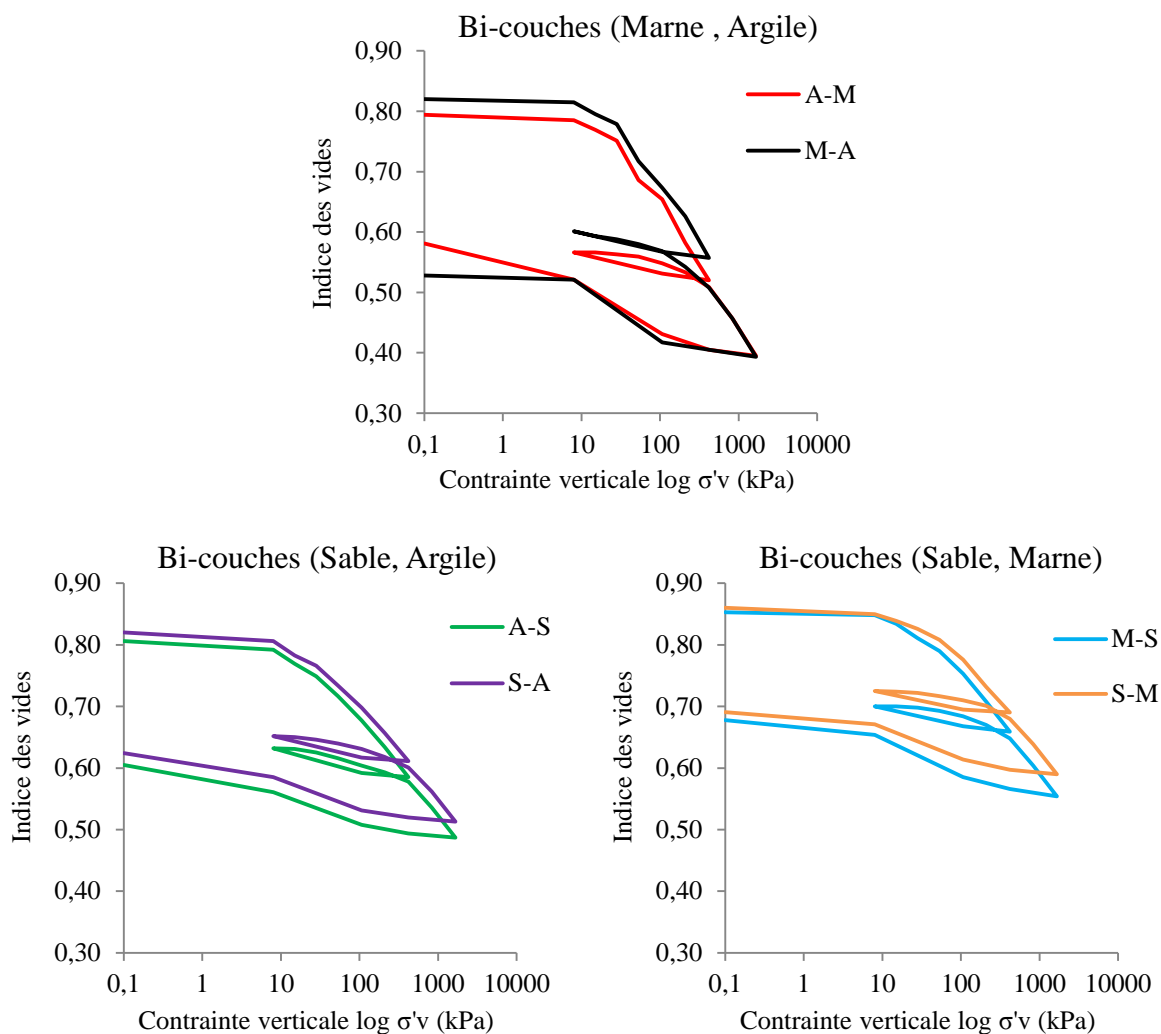 Bi-couches (Marne , Argile)
0,90
0,80
0,70
0,60
0,50
0,40
0,30
Indice des vides
A-M
M-A
0,1 1 10 100 1000 10000
Contrainte verticale log σ'v (kPa)
Bi-couches (Sable, Argile)
0,90
0,80
0,70
0,60
0,50
0,40
0,30
Indice des vides
A-S
S-A
0,1 1 10 100 1000 10000
Contrainte verticale log σ'v (kPa)
Bi-couches (Sable, Marne)
0,90
0,80
0,70
0,60
0,50
0,40
0,30
Indice des vides
M-S
S-M
0,1 1 10 100 1000 10000
Contrainte verticale log σ'v (kPa)